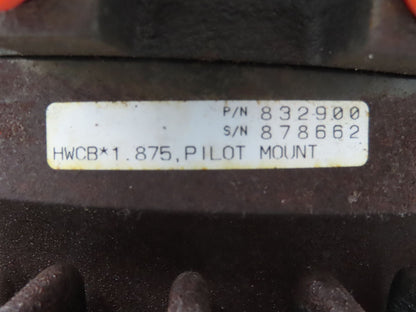 P/N 832900
S/N 878662
HWCB*1.875,PILOT MOUNT